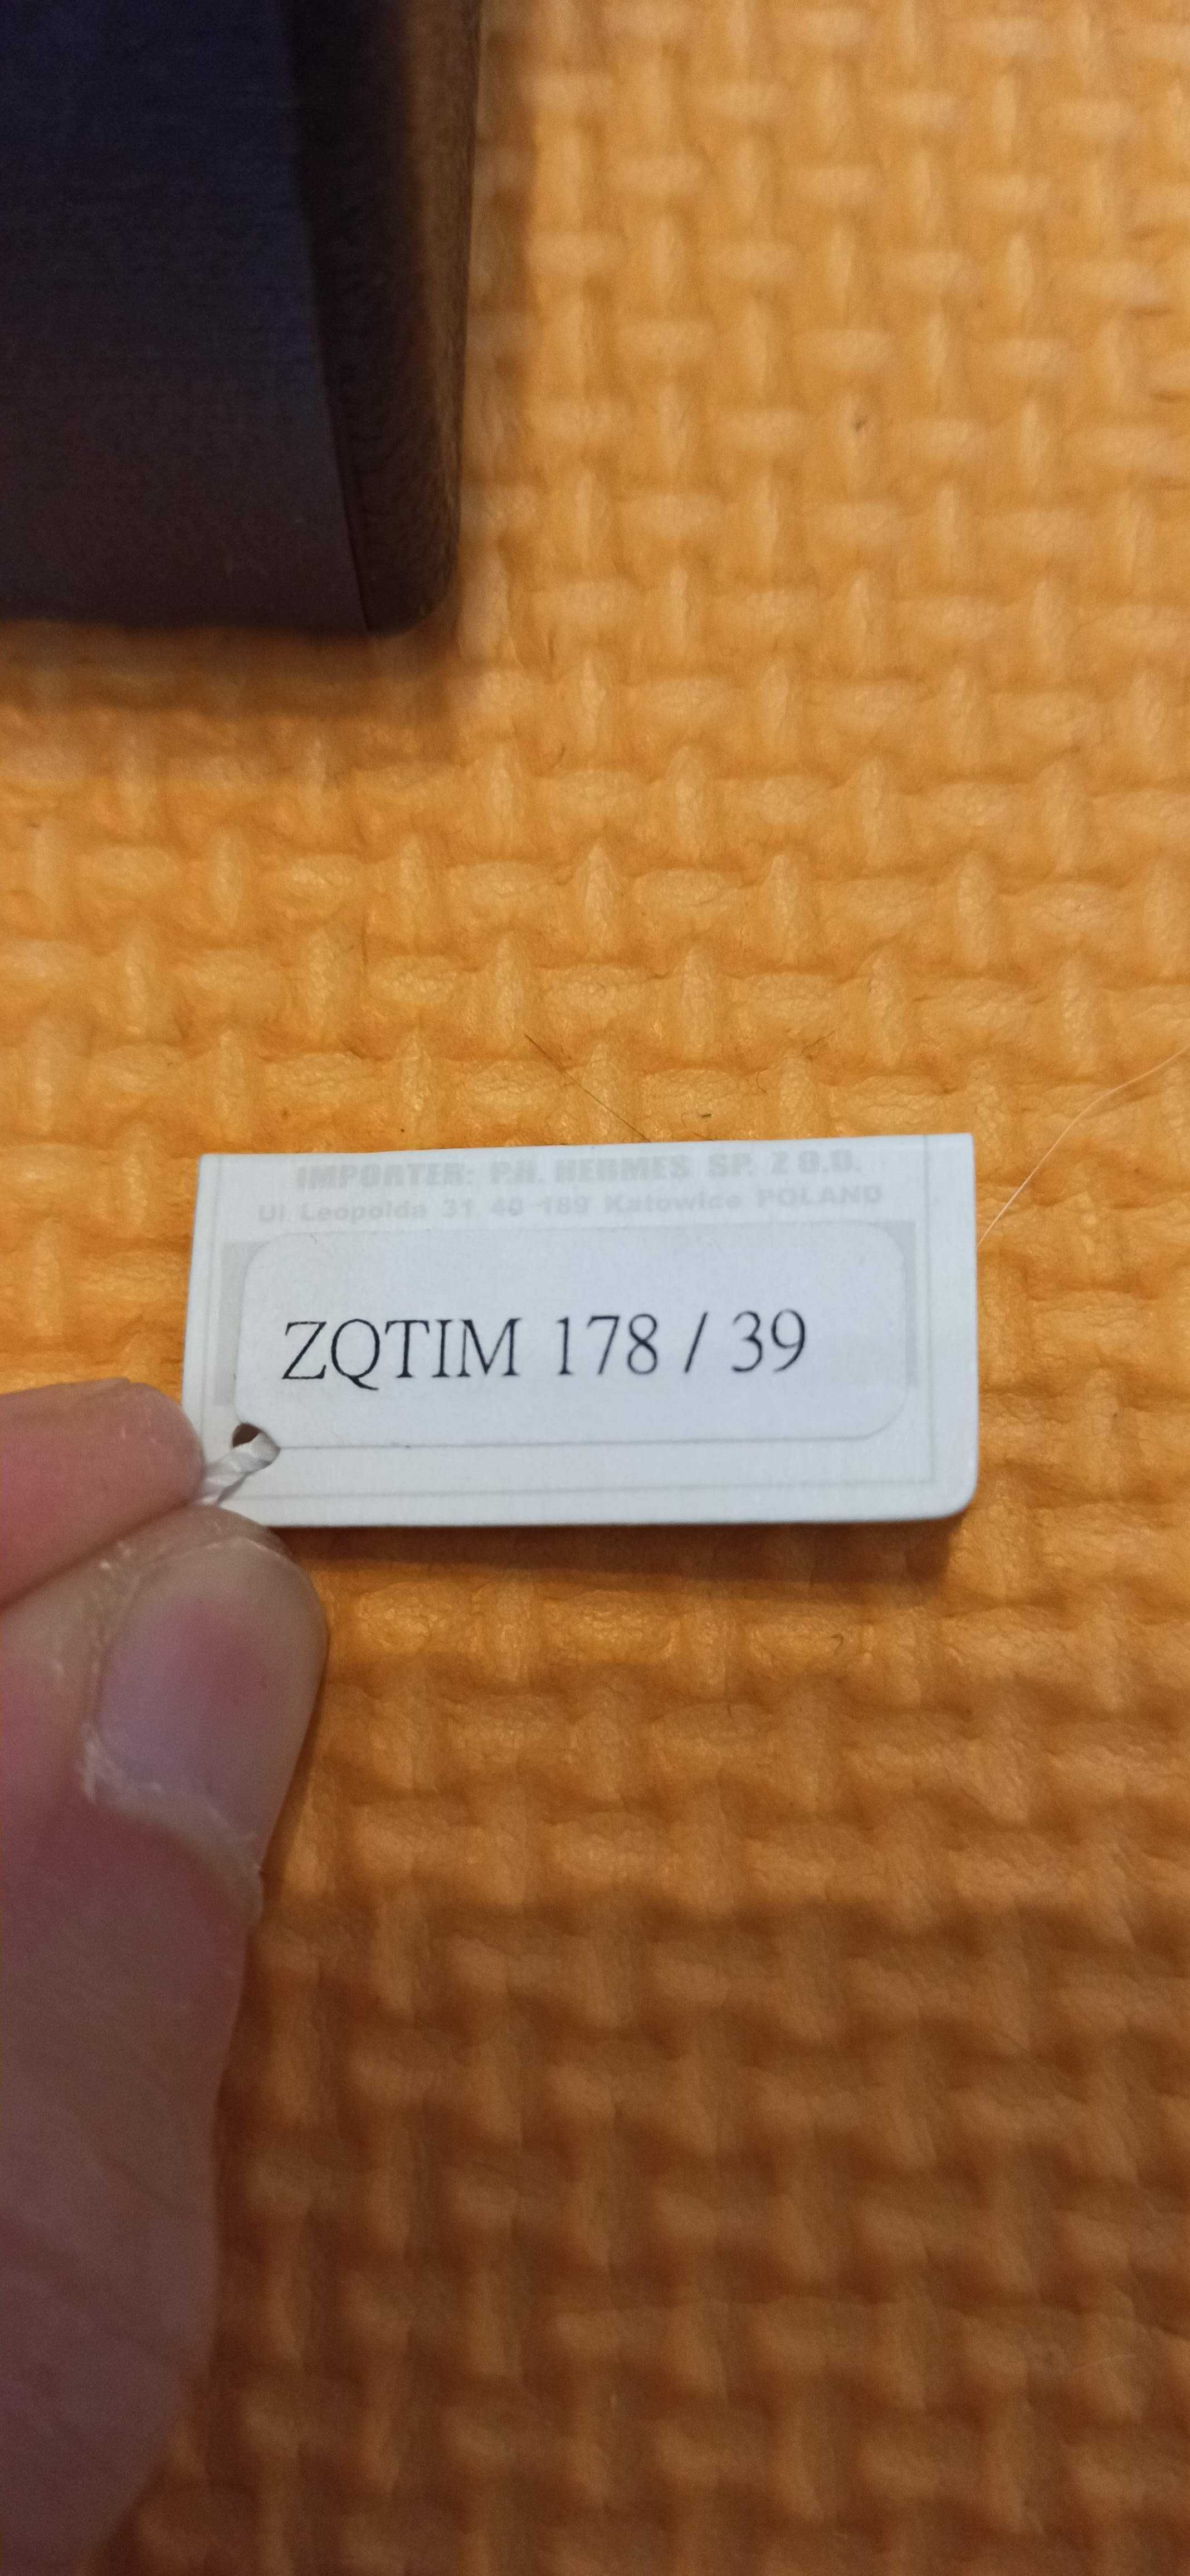 IMPORTER: P.H. HERMES SP. Z O.O.
Ul Leopolda 31 40-189 Katowice POLAND
ZQTIM 178 / 39